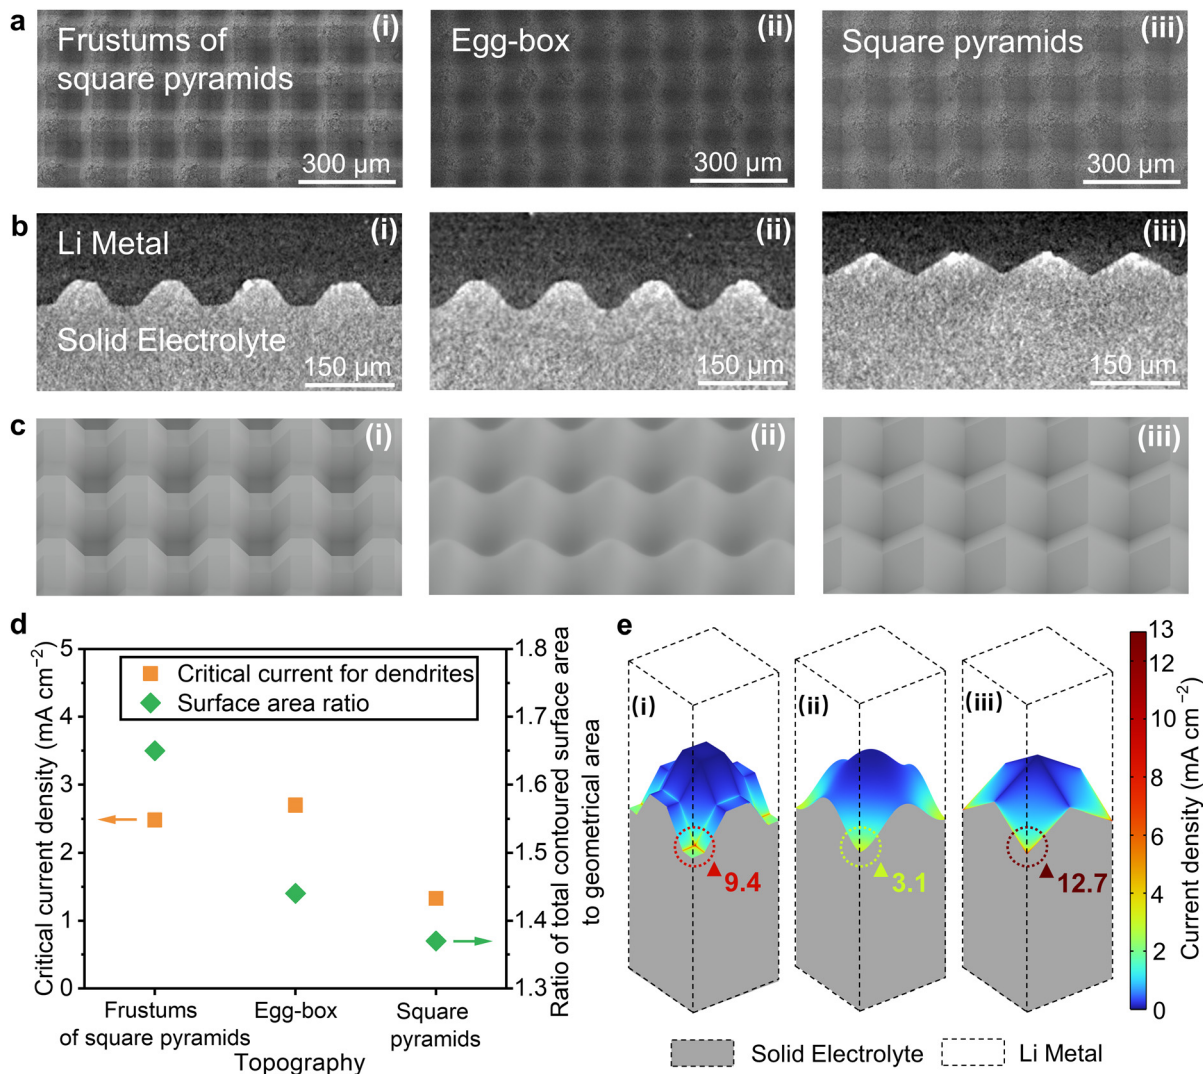 a
Frustums of
square pyramids
(i)
300 µm
Egg-box
(ii)
300 µm
Square pyramids
(iii)
300 µm
b
Li Metal
(i)
Solid Electrolyte
150 µm
(ii)
150 µm
(iii)
150 µm
c
(i)
(ii)
(iii)
d
Critical current density (mA cm⁻²)
5
4
3
2
1
0
Critical current for dendrites
Surface area ratio
1.8
1.7
1.6
1.5
1.4
1.3
Ratio of total contoured surface area
to geometrical area
Frustums
of square pyramids
Egg-box
Square
pyramids
Topography
e
(i)
9.4
(ii)
3.1
(iii)
12.7
13
10
8
6
4
2
0
Current density (mA cm⁻²)
Solid Electrolyte
Li Metal